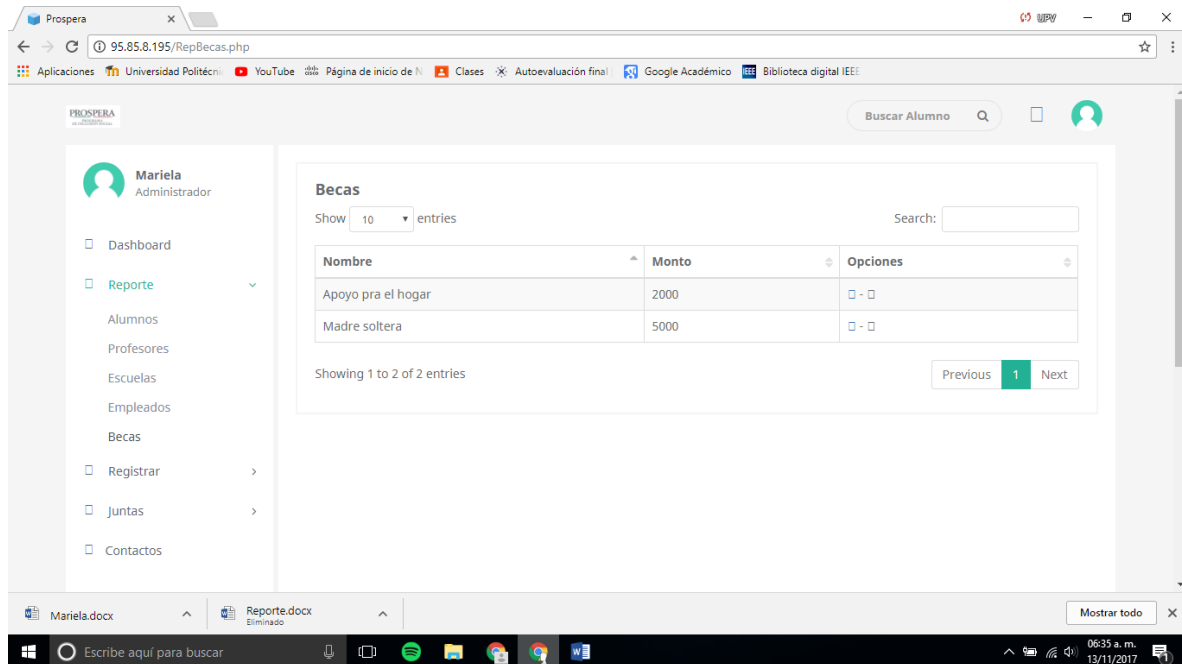 Prospera
UPV
95.85.8.195/RepBecas.php
Aplicaciones Universidad Politécni YouTube Página de inicio de N Clases Autoevaluación final Google Académico IEEE Biblioteca digital IEEE
PROSPERA
Buscar Alumno
Mariela
Administrador
Dashboard
Reporte
Alumnos
Profesores
Escuelas
Empleados
Becas
Registrar
Juntas
Contactos
Becas
Show 10 entries
Search:
Nombre Monto Opciones
Apoyo pra el hogar 2000 -
Madre soltera 5000 -
Showing 1 to 2 of 2 entries
Previous 1 Next
Mariela.docx
Reporte.docx
Eliminado
Mostrar todo
Escribe aquí para buscar
06:35 a. m.
13/11/2017